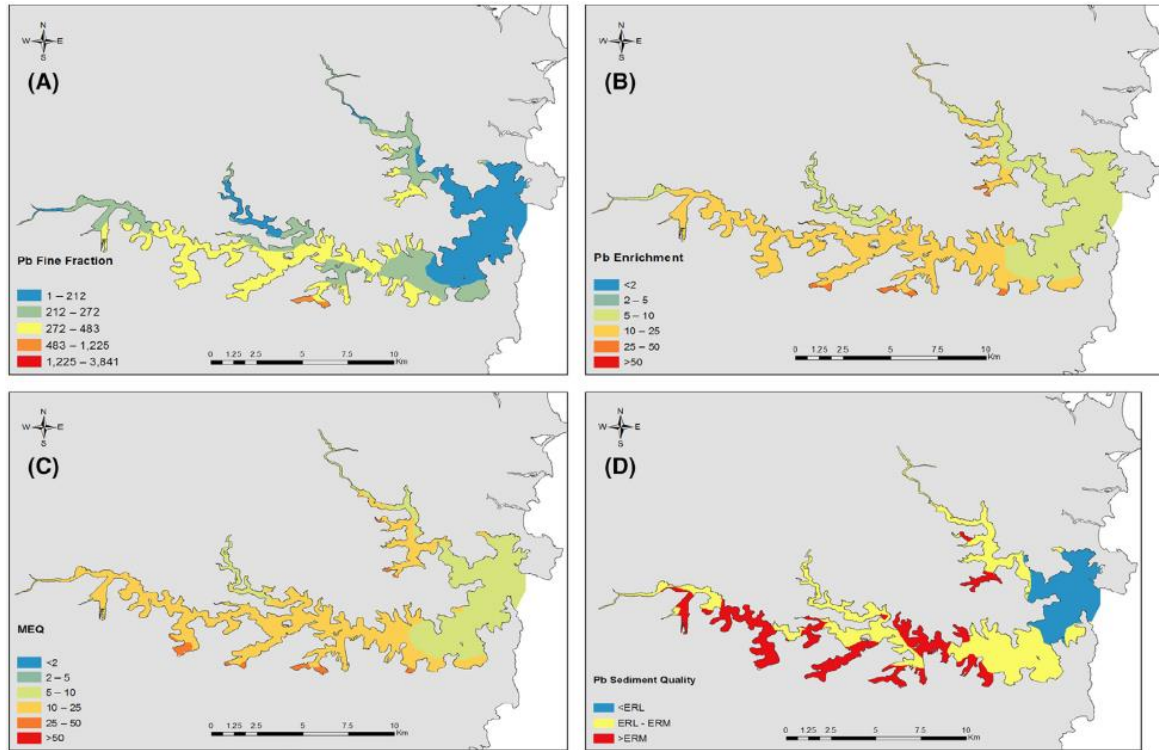 N
W E
S
(A)
Pb Fine Fraction
1 – 212
212 – 272
272 – 483
483 – 1,225
1,225 – 3,841
0 1.25 2.5 5 7.5 10
Km
N
W E
S
(B)
Pb Enrichment
<2
2 – 5
5 – 10
10 – 25
25 – 50
>50
0 1.25 2.5 5 7.5 10
Km
N
W E
S
(C)
MEQ
<2
2 – 5
5 – 10
10 – 25
25 – 50
>50
0 1.25 2.5 5 7.5 10
Km
N
W E
S
(D)
Pb Sediment Quality
<ERL
ERL - ERM
>ERM
0 1.25 2.5 5 7.5 10
Km